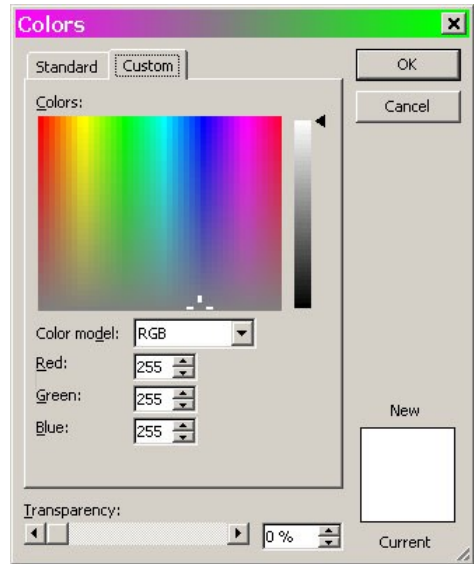 Colors
Standard
Custom
OK
Cancel
Colors:
Color model:
RGB
Red:
255
Green:
255
Blue:
255
New
Current
Transparency:
0 %